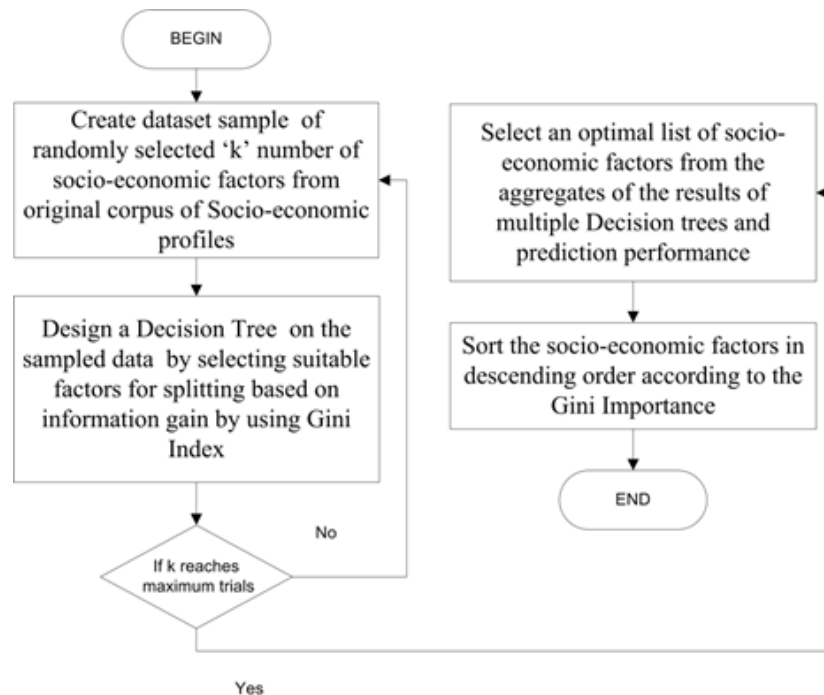 BEGIN
Create dataset sample of
randomly selected ‘k’ number of
socio-economic factors from
original corpus of Socio-economic
profiles
Design a Decision Tree on the
sampled data by selecting suitable
factors for splitting based on
information gain by using Gini
Index
If k reaches
maximum trials
No
Yes
Select an optimal list of socio-
economic factors from the
aggregates of the results of
multiple Decision trees and
prediction performance
Sort the socio-economic factors in
descending order according to the
Gini Importance
END